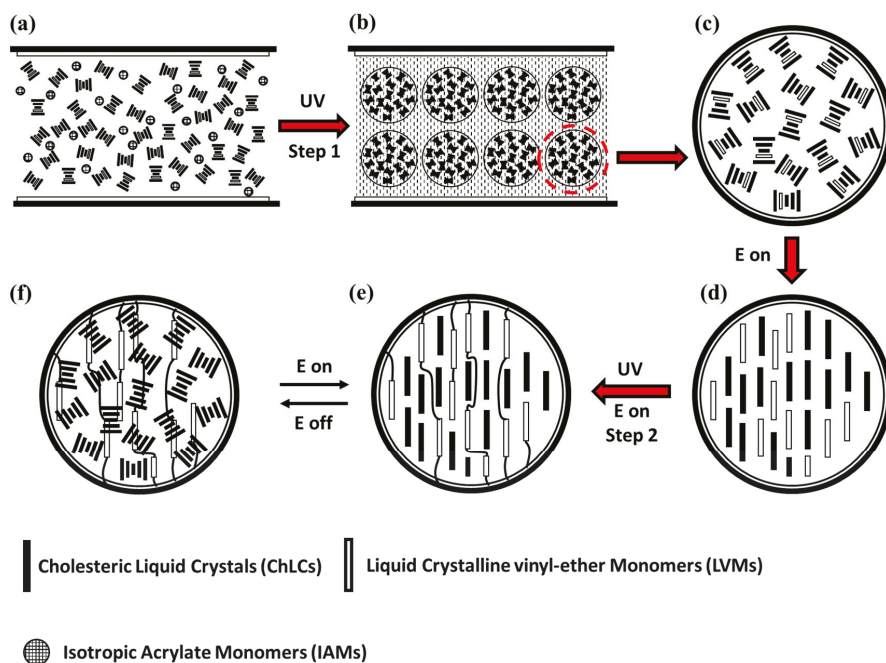 (a)
(b)
(c)
UV
Step 1
E on
(f)
(e)
(d)
E on
E off
UV
E on
Step 2
Cholesteric Liquid Crystals (ChLCs)
Liquid Crystalline vinyl-ether Monomers (LVMs)
Isotropic Acrylate Monomers (IAMs)